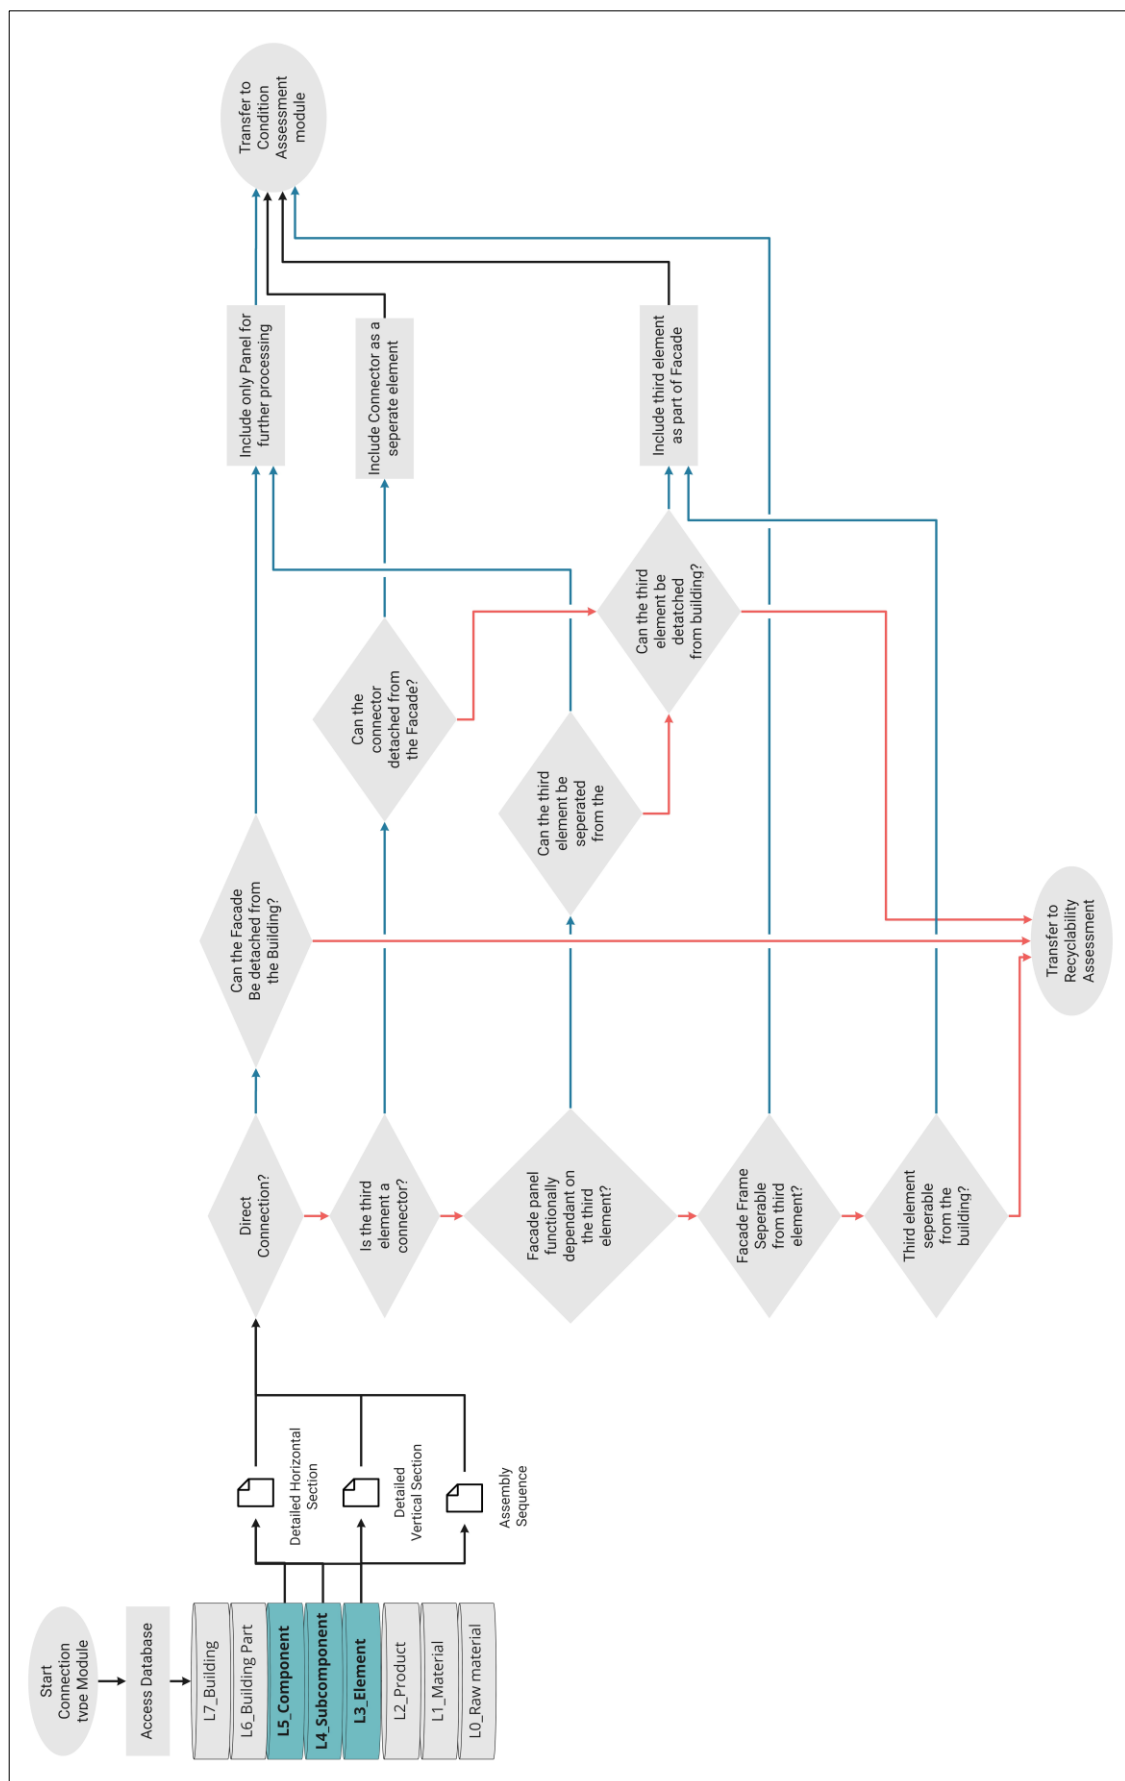 Start
Connection
type Module
Access Database
L7_Building
L6_Building Part
L5_Component
L4_Subcomponent
L3_Element
L2_Product
L1_Material
L0_Raw material
Detailed Horizontal
Section
Detailed
Vertical Section
Assembly
Sequence
Direct
Connection?
Is the third
element a
connector?
Facade panel
functionally
dependant on
the third
element?
Facade Frame
Seperable
from third
element?
Third element
seperable
from the
building?
Can the Facade
Be detached from
the Building?
Can the
connector
detached from
the Facade?
Can the third
element be
seperated
from the
Can the third
element be
detatched
from building?
Include only Panel for
further processing
Include Connector as a
seperate element
Include third element
as part of Facade
Transfer to
Condition
Assessment
module
Transfer to
Recyclability
Assessment